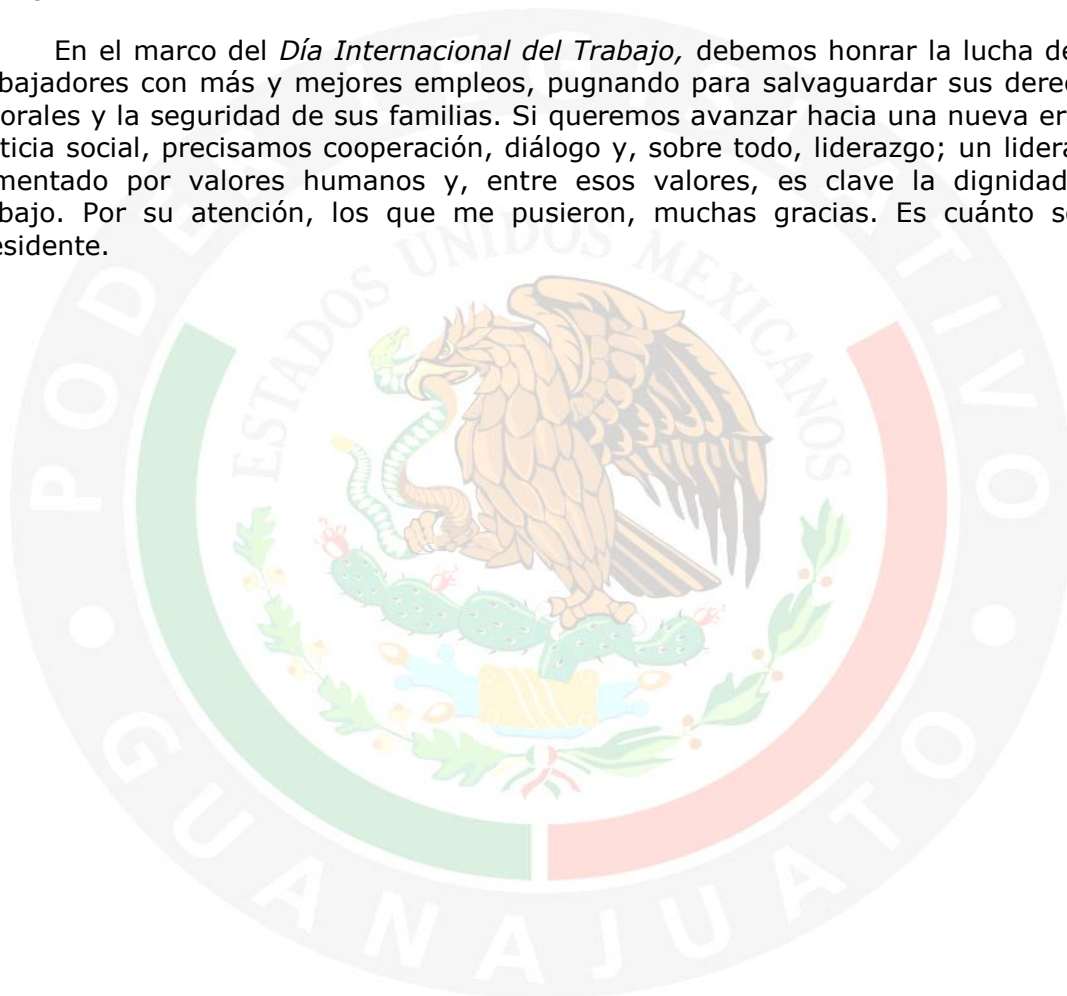 En el marco del Día Internacional del Trabajo, debemos honrar la lucha de
bajadores con más y mejores empleos, pugnando para salvaguardar sus derec
orales y la seguridad de sus familias. Si queremos avanzar hacia una nueva er
ticia social, precisamos cooperación, diálogo y, sobre todo, liderazgo; un lidera
mentado por valores humanos y, entre esos valores, es clave la dignidad
bajo. Por su atención, los que me pusieron, muchas gracias. Es cuánto se
esidente.
PODER LEGISLATIVO
ESTADOS UNIDOS MEXICANOS
GUANAJUATO